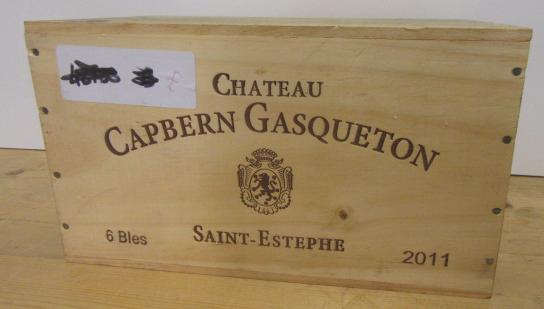 CHATEAU
CAPBERN GASQUETON
6 Bles
SAINT-ESTEPHE
2011